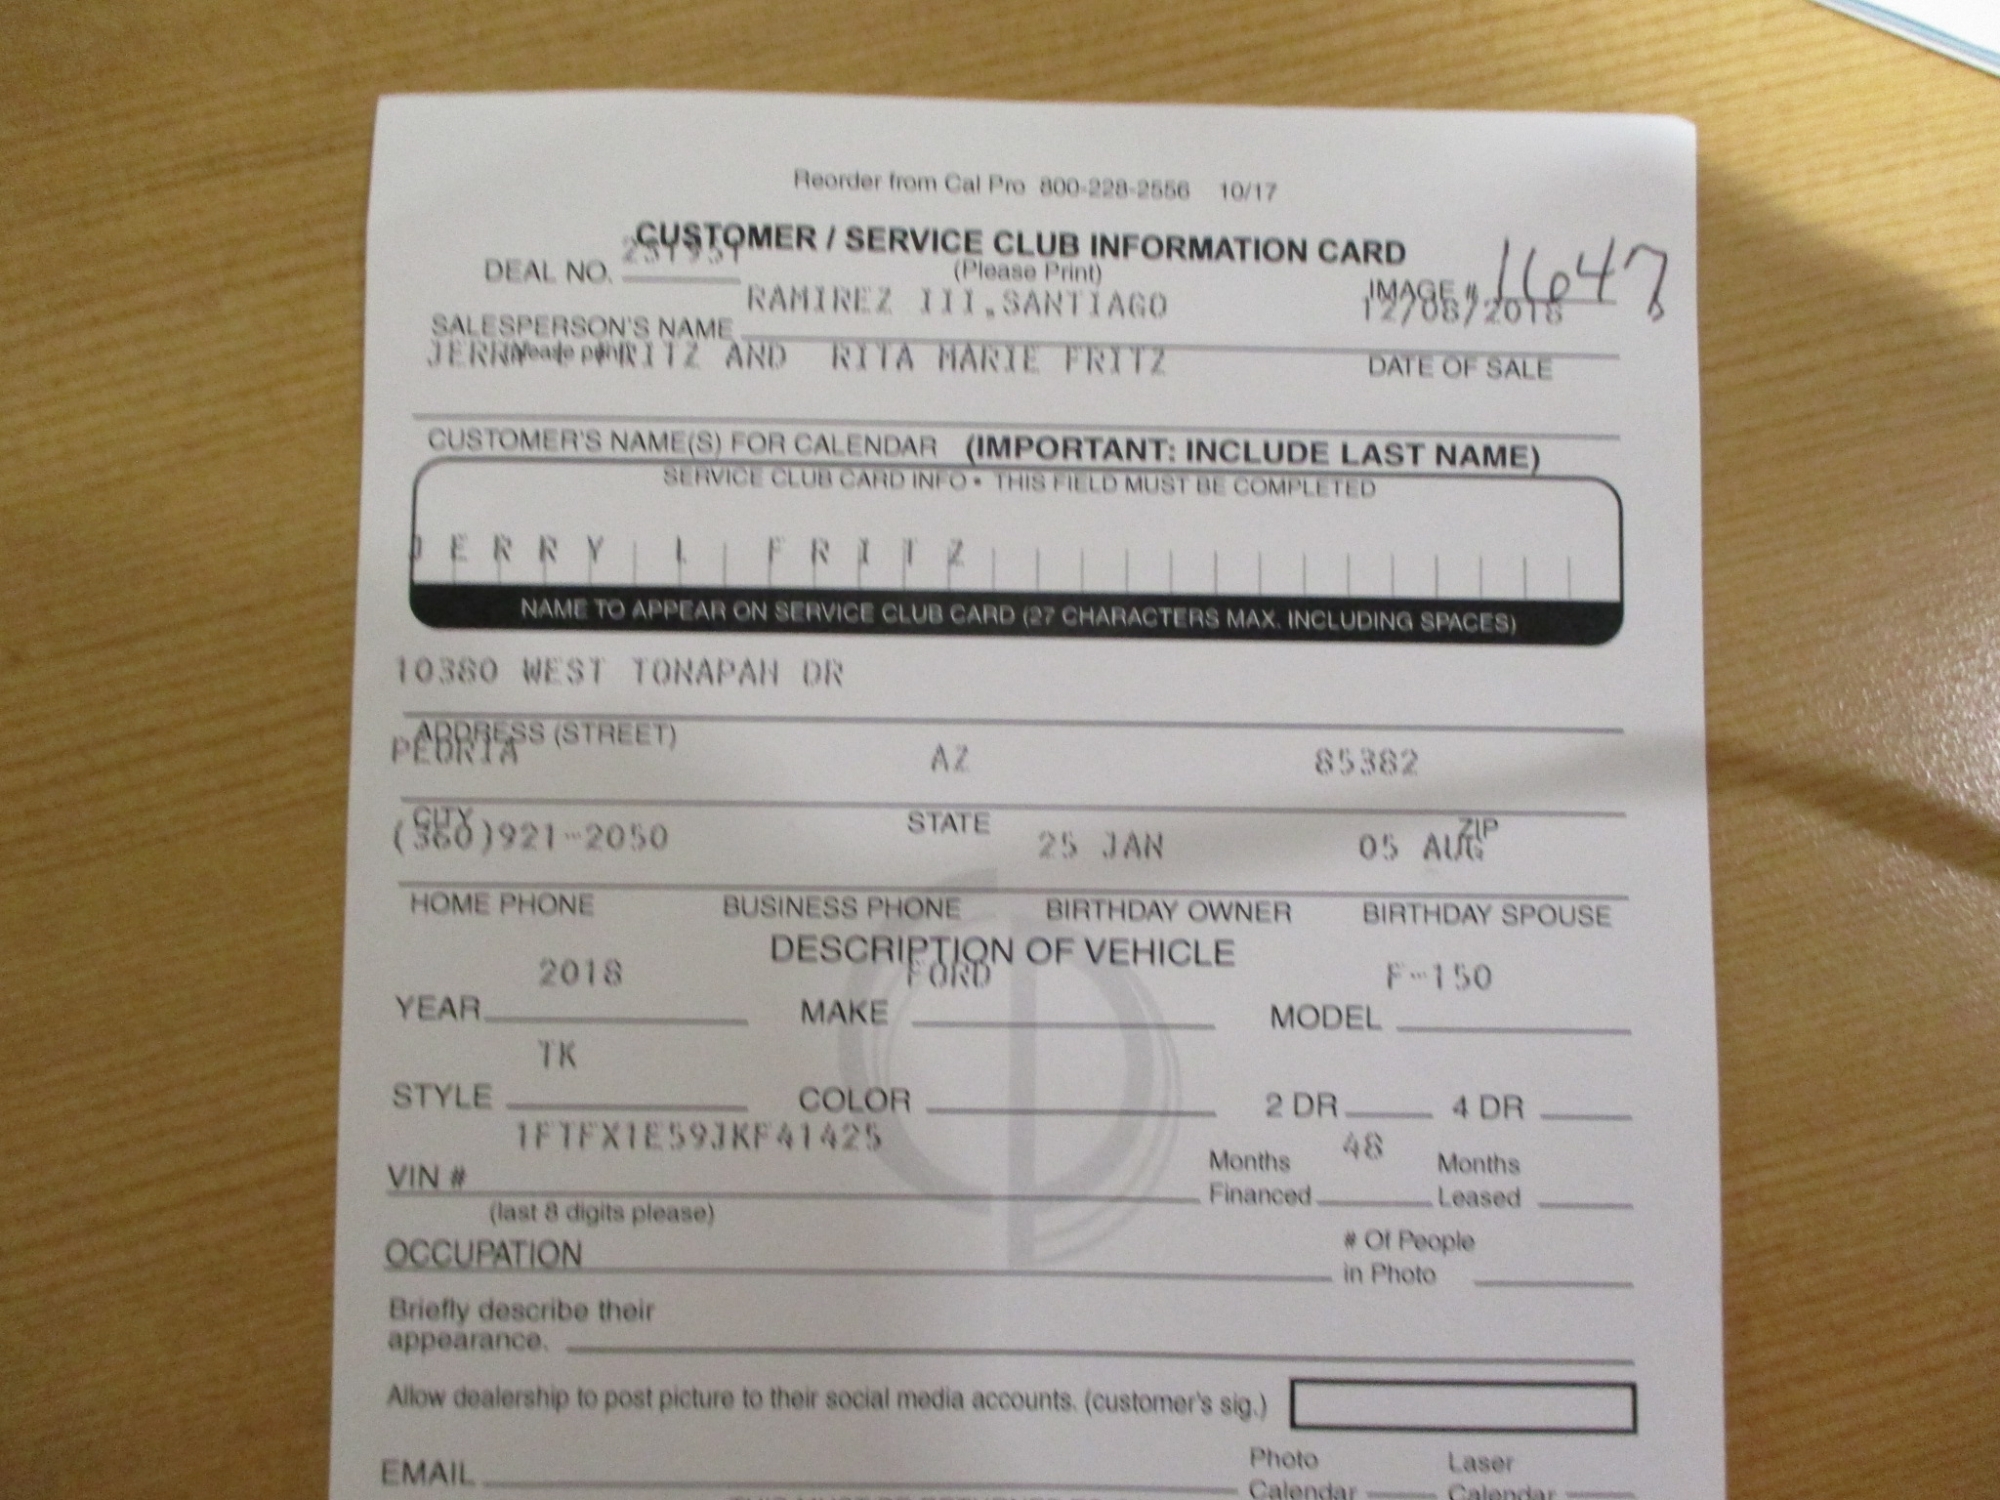 Reorder from Cal Pro 800-228-2556 10/17
CUSTOMER / SERVICE CLUB INFORMATION CARD
DEAL NO. (Please Print)
IMAGE # 1647
RAMIREZ III,SANTIAGO 12/08/2018
SALESPERSON'S NAME
FRITZ AND RITA MARIE FRITZ DATE OF SALE
CUSTOMER'S NAME(S) FOR CALENDAR (IMPORTANT: INCLUDE LAST NAME)
SERVICE CLUB CARD INFO • THIS FIELD MUST BE COMPLETED
JERRY L FRITZ
NAME TO APPEAR ON SERVICE CLUB CARD (27 CHARACTERS MAX. INCLUDING SPACES)
10380 WEST TONAPAH DR
ADDRESS (STREET)
PEORIA AZ 85382
CITY STATE ZIP
(360)921-2050 25 JAN 05 AUG
HOME PHONE BUSINESS PHONE BIRTHDAY OWNER BIRTHDAY SPOUSE
DESCRIPTION OF VEHICLE
2018 FORD F-150
YEAR MAKE MODEL
TK
STYLE COLOR 2 DR 4 DR
1FTFX1E59JKF41425 48
VIN # Months Financed Months Leased
(last 8 digits please)
OCCUPATION # Of People in Photo
Briefly describe their
appearance.
Allow dealership to post picture to their social media accounts. (customer's sig.)
EMAIL Photo Calendar Laser Calendar